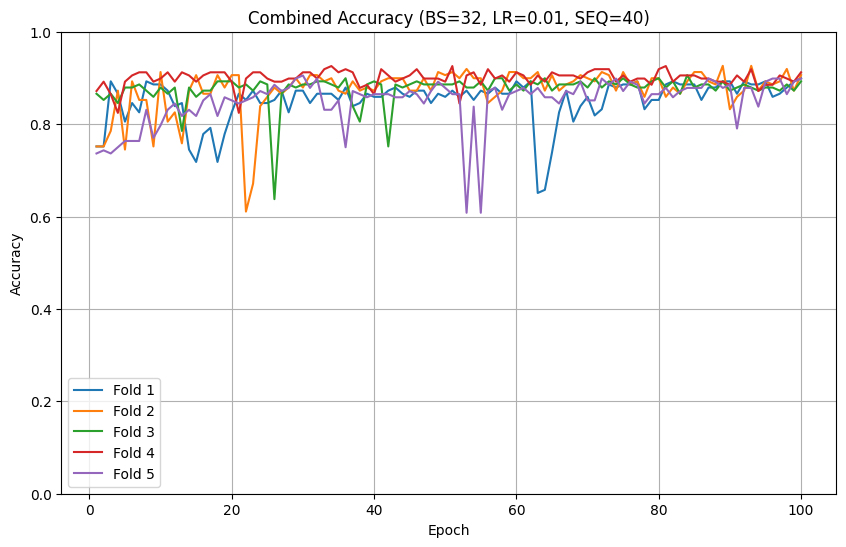 Combined Accuracy (BS=32, LR=0.01, SEQ=40)
1.0
0.8
0.6
0.4
0.2
0.0
Accuracy
Fold 1
Fold 2
Fold 3
Fold 4
Fold 5
0 20 40 60 80 100
Epoch